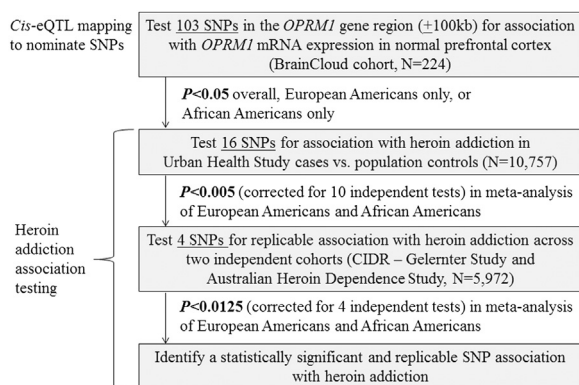 Cis-eQTL mapping
to nominate SNPs
Test 103 SNPs in the OPRM1 gene region (±100kb) for association
with OPRM1 mRNA expression in normal prefrontal cortex
(BrainCloud cohort, N=224)
P<0.05 overall, European Americans only, or
African Americans only
Heroin
addiction
association
testing
Test 16 SNPs for association with heroin addiction in
Urban Health Study cases vs. population controls (N=10,757)
P<0.005 (corrected for 10 independent tests) in meta-analysis
of European Americans and African Americans
Test 4 SNPs for replicable association with heroin addiction across
two independent cohorts (CIDR – Gelernter Study and
Australian Heroin Dependence Study, N=5,972)
P<0.0125 (corrected for 4 independent tests) in meta-analysis
of European Americans and African Americans
Identify a statistically significant and replicable SNP association
with heroin addiction